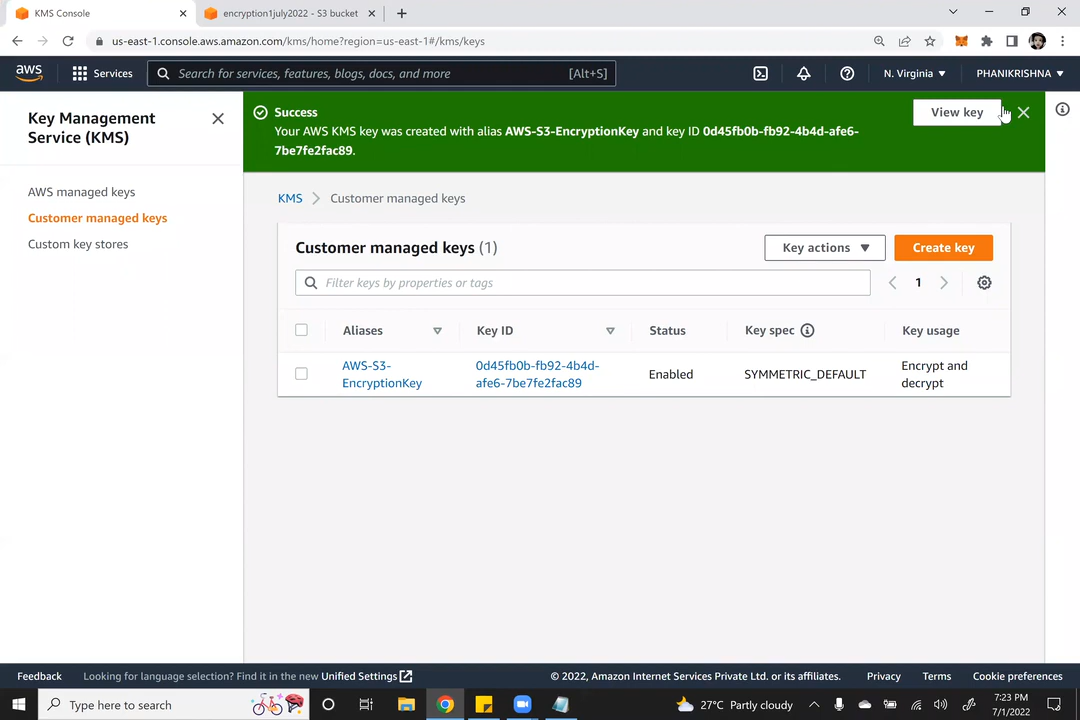 KMS Console
encryption1july2022 - S3 bucket
us-east-1.console.aws.amazon.com/kms/home?region=us-east-1#/kms/keys
aws
Services
Search for services, features, blogs, docs, and more
[Alt+S]
N. Virginia
PHANIKRISHNA
Key Management
Service (KMS)
AWS managed keys
Customer managed keys
Custom key stores
Success
Your AWS KMS key was created with alias AWS-S3-EncryptionKey and key ID 0d45fb0b-fb92-4b4d-afe6-
7be7fe2fac89.
View key
KMS
Customer managed keys
Customer managed keys (1)
Key actions
Create key
Filter keys by properties or tags
1
Aliases
Key ID
Status
Key spec
Key usage
AWS-S3-
EncryptionKey
0d45fb0b-fb92-4b4d-
afe6-7be7fe2fac89
Enabled
SYMMETRIC_DEFAULT
Encrypt and
decrypt
Feedback
Looking for language selection? Find it in the new Unified Settings
© 2022, Amazon Internet Services Private Ltd. or its affiliates.
Privacy
Terms
Cookie preferences
Type here to search
27°C Partly cloudy
7:23 PM
7/1/2022